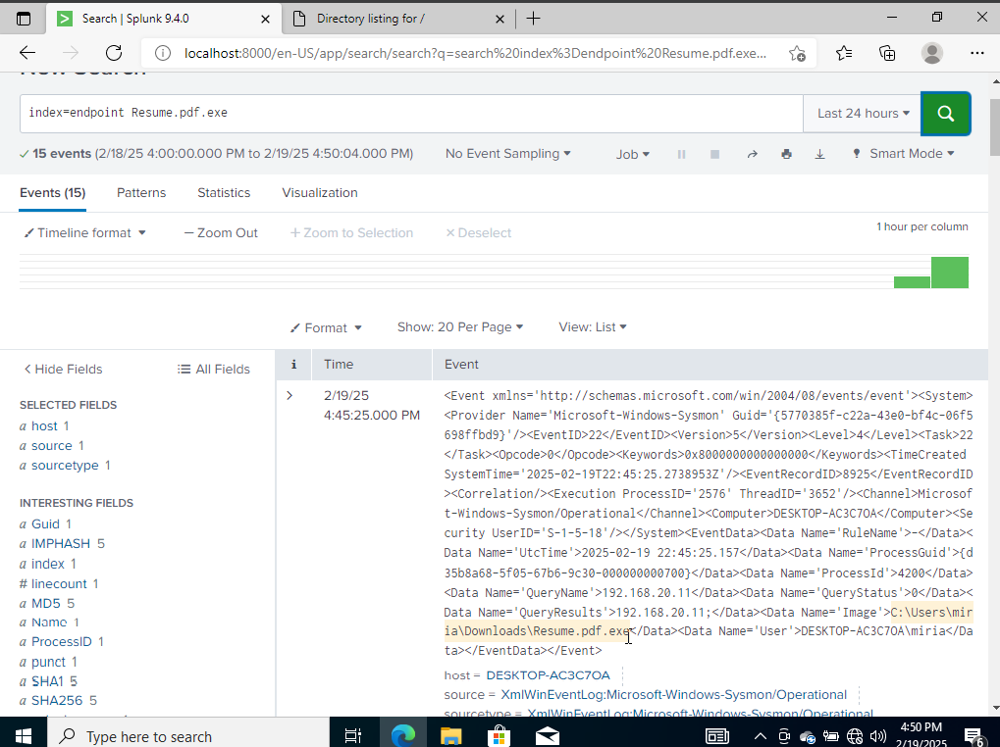 Search | Splunk 9.4.0
Directory listing for /
localhost:8000/en-US/app/search/search?q=search%20index%3Dendpoint%20Resume.pdf.exe...
New Search
index=endpoint Resume.pdf.exe
Last 24 hours
15 events (2/18/25 4:00:00.000 PM to 2/19/25 4:50:04.000 PM)
No Event Sampling
Job
Smart Mode
Events (15)
Patterns
Statistics
Visualization
Timeline format
— Zoom Out
+ Zoom to Selection
× Deselect
1 hour per column
Format
Show: 20 Per Page
View: List
< Hide Fields
All Fields
i
Time
Event
SELECTED FIELDS
a host 1
a source 1
a sourcetype 1
INTERESTING FIELDS
a Guid 1
a IMPHASH 5
a index 1
# linecount 1
a MD5 5
a Name 1
a ProcessID 1
a punct 1
a SHA1 5
a SHA256 5
2/19/25
4:45:25.000 PM
<Event xmlns='http://schemas.microsoft.com/win/2004/08/events/event'><System>
<Provider Name='Microsoft-Windows-Sysmon' Guid='{5770385f-c22a-43e0-bf4c-06f5
698ffbd9}'/><EventID>22</EventID><Version>5</Version><Level>4</Level><Task>22
</Task><Opcode>0</Opcode><Keywords>0x8000000000000000</Keywords><TimeCreated
SystemTime='2025-02-19T22:45:25.2738953Z'/><EventRecordID>8925</EventRecordID
><Correlation/><Execution ProcessID='2576' ThreadID='3652'/><Channel>Microsof
t-Windows-Sysmon/Operational</Channel><Computer>DESKTOP-AC3C7OA</Computer><Se
curity UserID='S-1-5-18'/></System><EventData><Data Name='RuleName'>-</Data><
Data Name='UtcTime'>2025-02-19 22:45:25.157</Data><Data Name='ProcessGuid'>{d
35b8a68-5f05-67b6-9c30-000000000700}</Data><Data Name='ProcessId'>4200</Data>
<Data Name='QueryName'>192.168.20.11</Data><Data Name='QueryStatus'>0</Data><
Data Name='QueryResults'>192.168.20.11;</Data><Data Name='Image'>C:\Users\mir
ia\Downloads\Resume.pdf.exe</Data><Data Name='User'>DESKTOP-AC3C7OA\miria</Da
ta></EventData></Event>
host = DESKTOP-AC3C7OA
source = XmlWinEventLog:Microsoft-Windows-Sysmon/Operational
sourcetype = XmlWinEventLog:Microsoft-Windows-Sysmon/Operational
Type here to search
4:50 PM
2/19/2025
6